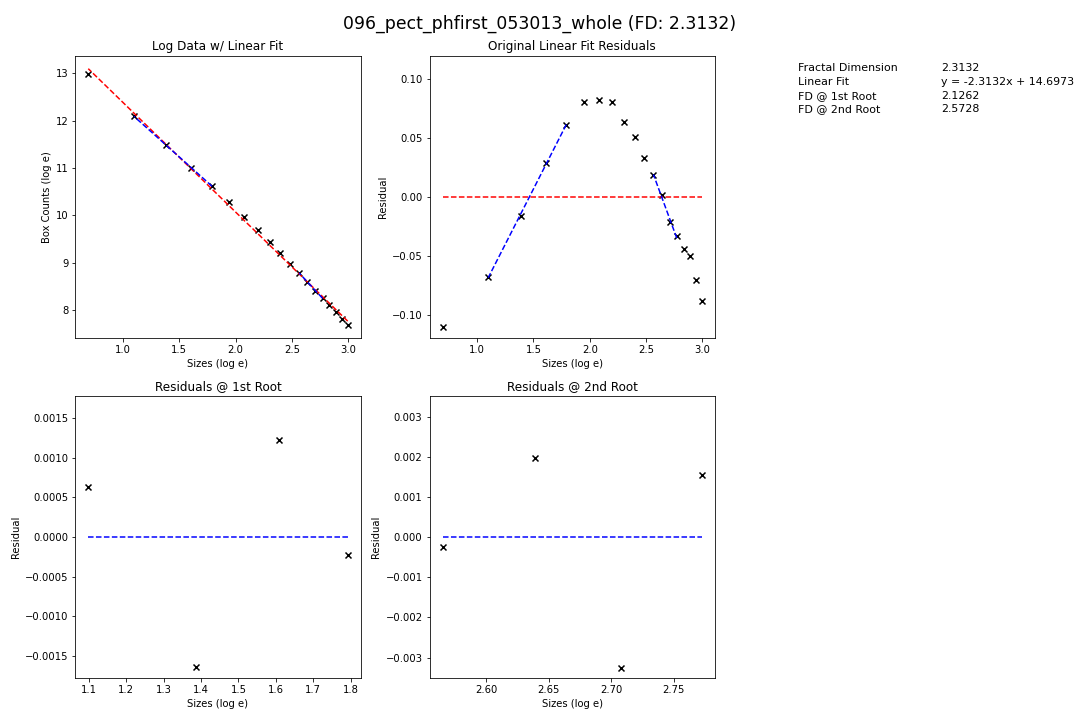 096_pect_phfirst_053013_whole (FD: 2.3132)
Log Data w/ Linear Fit
13
12
11
10
9
8
Box Counts (log e)
1.0 1.5 2.0 2.5 3.0
Sizes (log e)
Original Linear Fit Residuals
0.10
0.05
0.00
−0.05
−0.10
Residual
1.0 1.5 2.0 2.5 3.0
Sizes (log e)
Fractal Dimension 2.3132
Linear Fit y = -2.3132x + 14.6973
FD @ 1st Root 2.1262
FD @ 2nd Root 2.5728
Residuals @ 1st Root
0.0015
0.0010
0.0005
0.0000
−0.0005
−0.0010
−0.0015
Residual
1.1 1.2 1.3 1.4 1.5 1.6 1.7 1.8
Sizes (log e)
Residuals @ 2nd Root
0.003
0.002
0.001
0.000
−0.001
−0.002
−0.003
Residual
2.60 2.65 2.70 2.75
Sizes (log e)